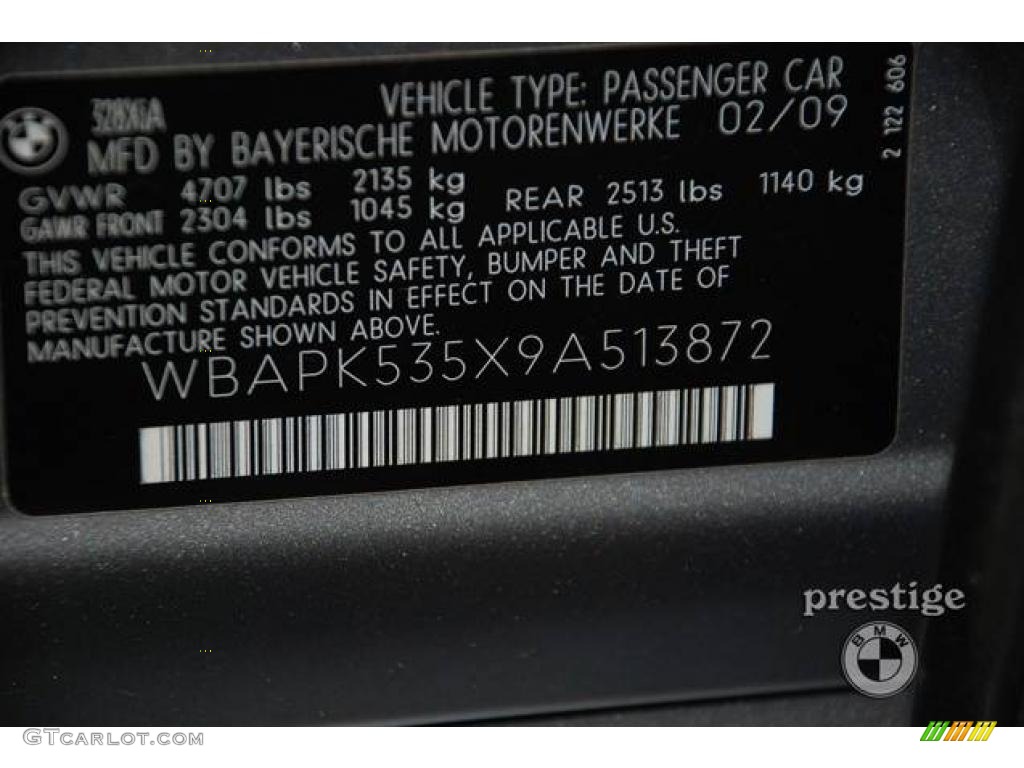 328XiA
VEHICLE TYPE: PASSENGER CAR
MFD BY BAYERISCHE MOTORENWERKE 02/09
GVWR 4707 lbs 2135 kg
GAWR FRONT 2304 lbs 1045 kg REAR 2513 lbs 1140 kg
THIS VEHICLE CONFORMS TO ALL APPLICABLE U.S.
FEDERAL MOTOR VEHICLE SAFETY, BUMPER AND THEFT
PREVENTION STANDARDS IN EFFECT ON THE DATE OF
MANUFACTURE SHOWN ABOVE.
WBAPK535X9A513872
2 122 606
prestige
BMW
GTCarLot.com